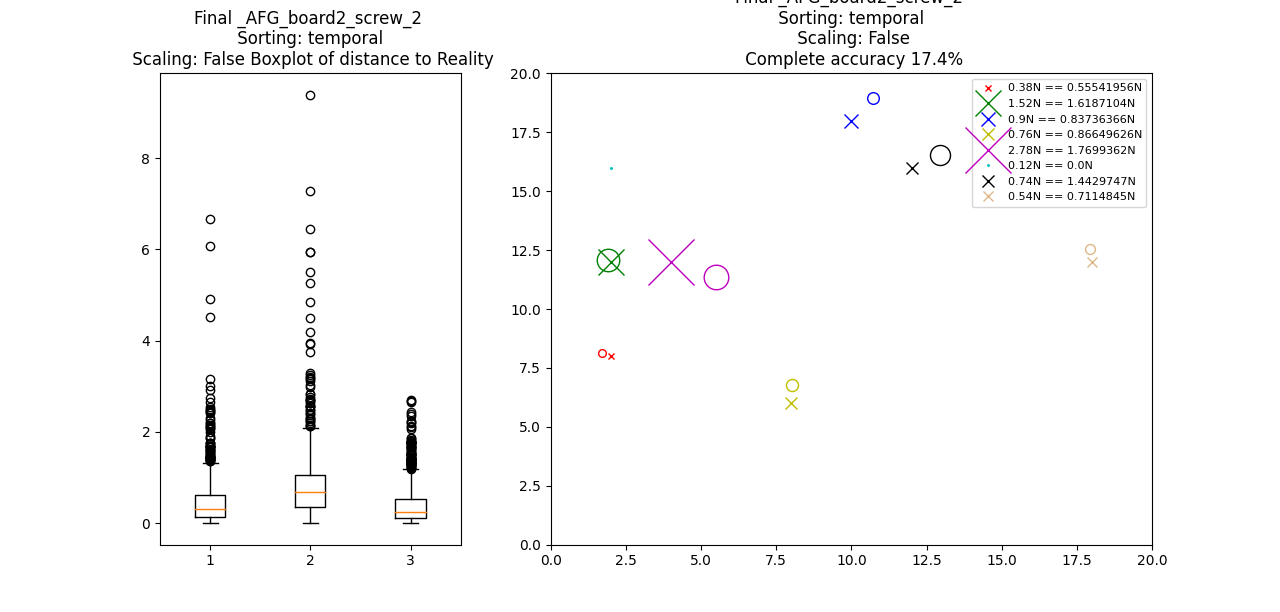 Final _AFG_board2_screw_2
Sorting: temporal
Scaling: False Boxplot of distance to Reality
8
6
4
2
0
1 2 3
Final _AFG_board2_screw_2
Sorting: temporal
Scaling: False
Complete accuracy 17.4%
20.0
17.5
15.0
12.5
10.0
7.5
5.0
2.5
0.0
0.0 2.5 5.0 7.5 10.0 12.5 15.0 17.5 20.0
0.38N == 0.55541956N
1.52N == 1.6187104N
0.9N == 0.83736366N
0.76N == 0.86649626N
2.78N == 1.7699362N
0.12N == 0.0N
0.74N == 1.4429747N
0.54N == 0.7114845N